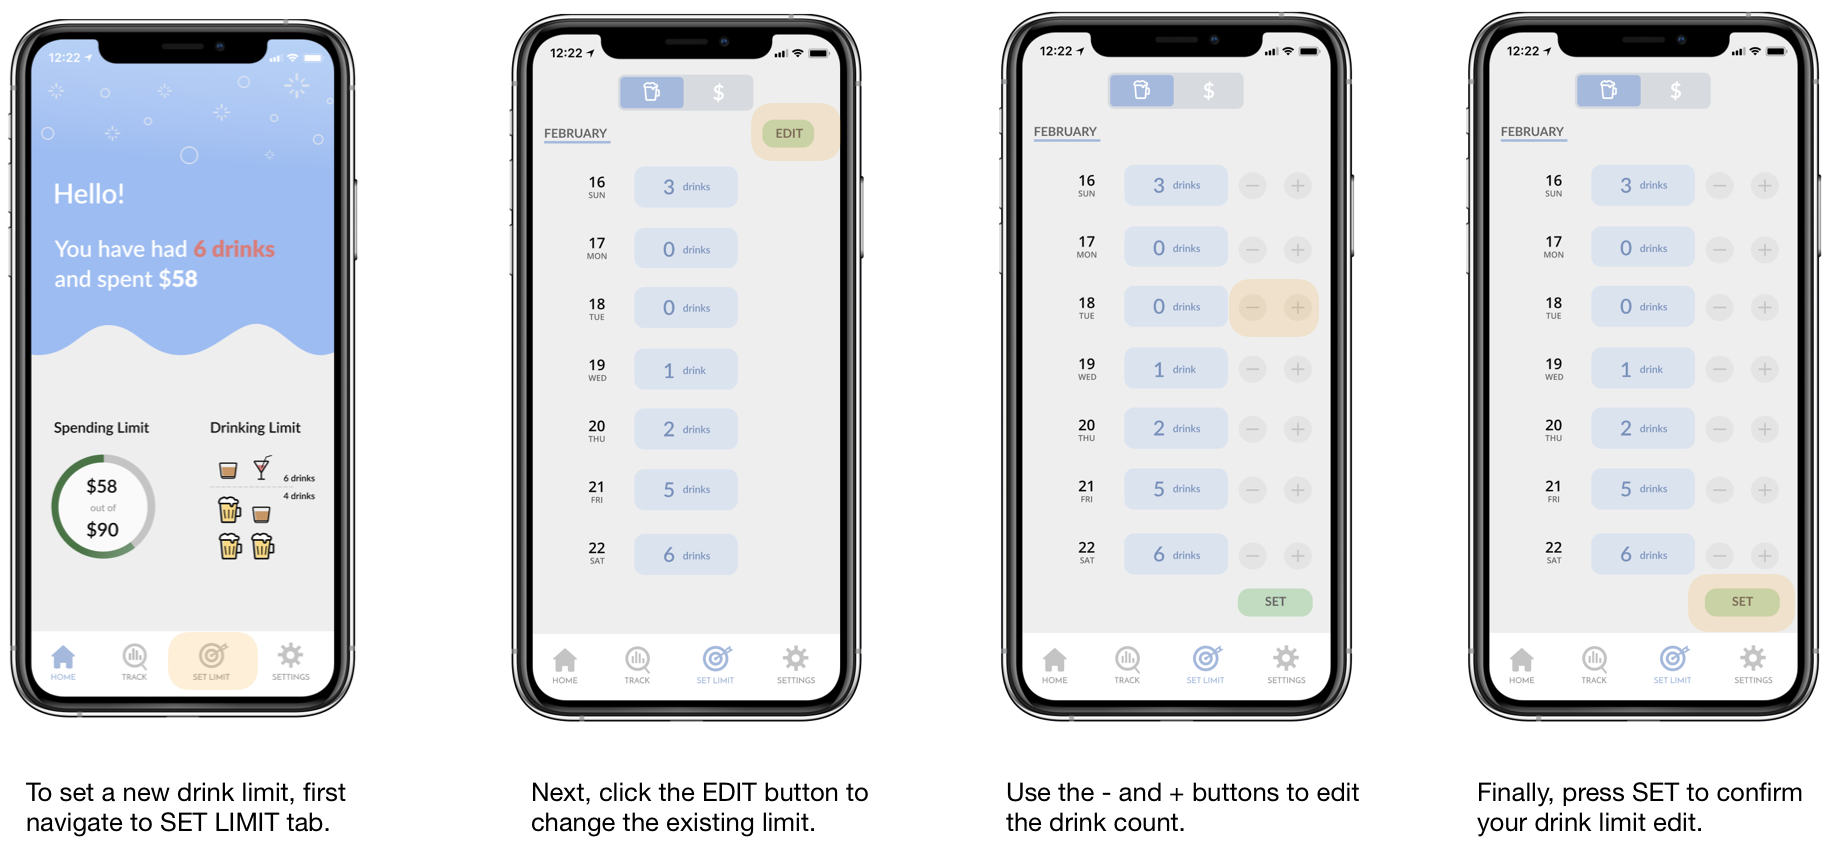 12:22
Hello!
You have had 6 drinks
and spent $58
Spending Limit
$58
out of
$90
Drinking Limit
6 drinks
4 drinks
HOME
TRACK
SET LIMIT
SETTINGS
To set a new drink limit, first
navigate to SET LIMIT tab.
12:22
$
FEBRUARY
EDIT
16
SUN
3 drinks
17
MON
0 drinks
18
TUE
0 drinks
19
WED
1 drink
20
THU
2 drinks
21
FRI
5 drinks
22
SAT
6 drinks
HOME
TRACK
SET LIMIT
SETTINGS
Next, click the EDIT button to
change the existing limit.
12:22
$
FEBRUARY
16
SUN
3 drinks − +
17
MON
0 drinks − +
18
TUE
0 drinks − +
19
WED
1 drink − +
20
THU
2 drinks − +
21
FRI
5 drinks − +
22
SAT
6 drinks − +
SET
HOME
TRACK
SET LIMIT
SETTINGS
Use the - and + buttons to edit
the drink count.
12:22
$
FEBRUARY
16
SUN
3 drinks − +
17
MON
0 drinks − +
18
TUE
0 drinks − +
19
WED
1 drink − +
20
THU
2 drinks − +
21
FRI
5 drinks − +
22
SAT
6 drinks − +
SET
HOME
TRACK
SET LIMIT
SETTINGS
Finally, press SET to confirm
your drink limit edit.